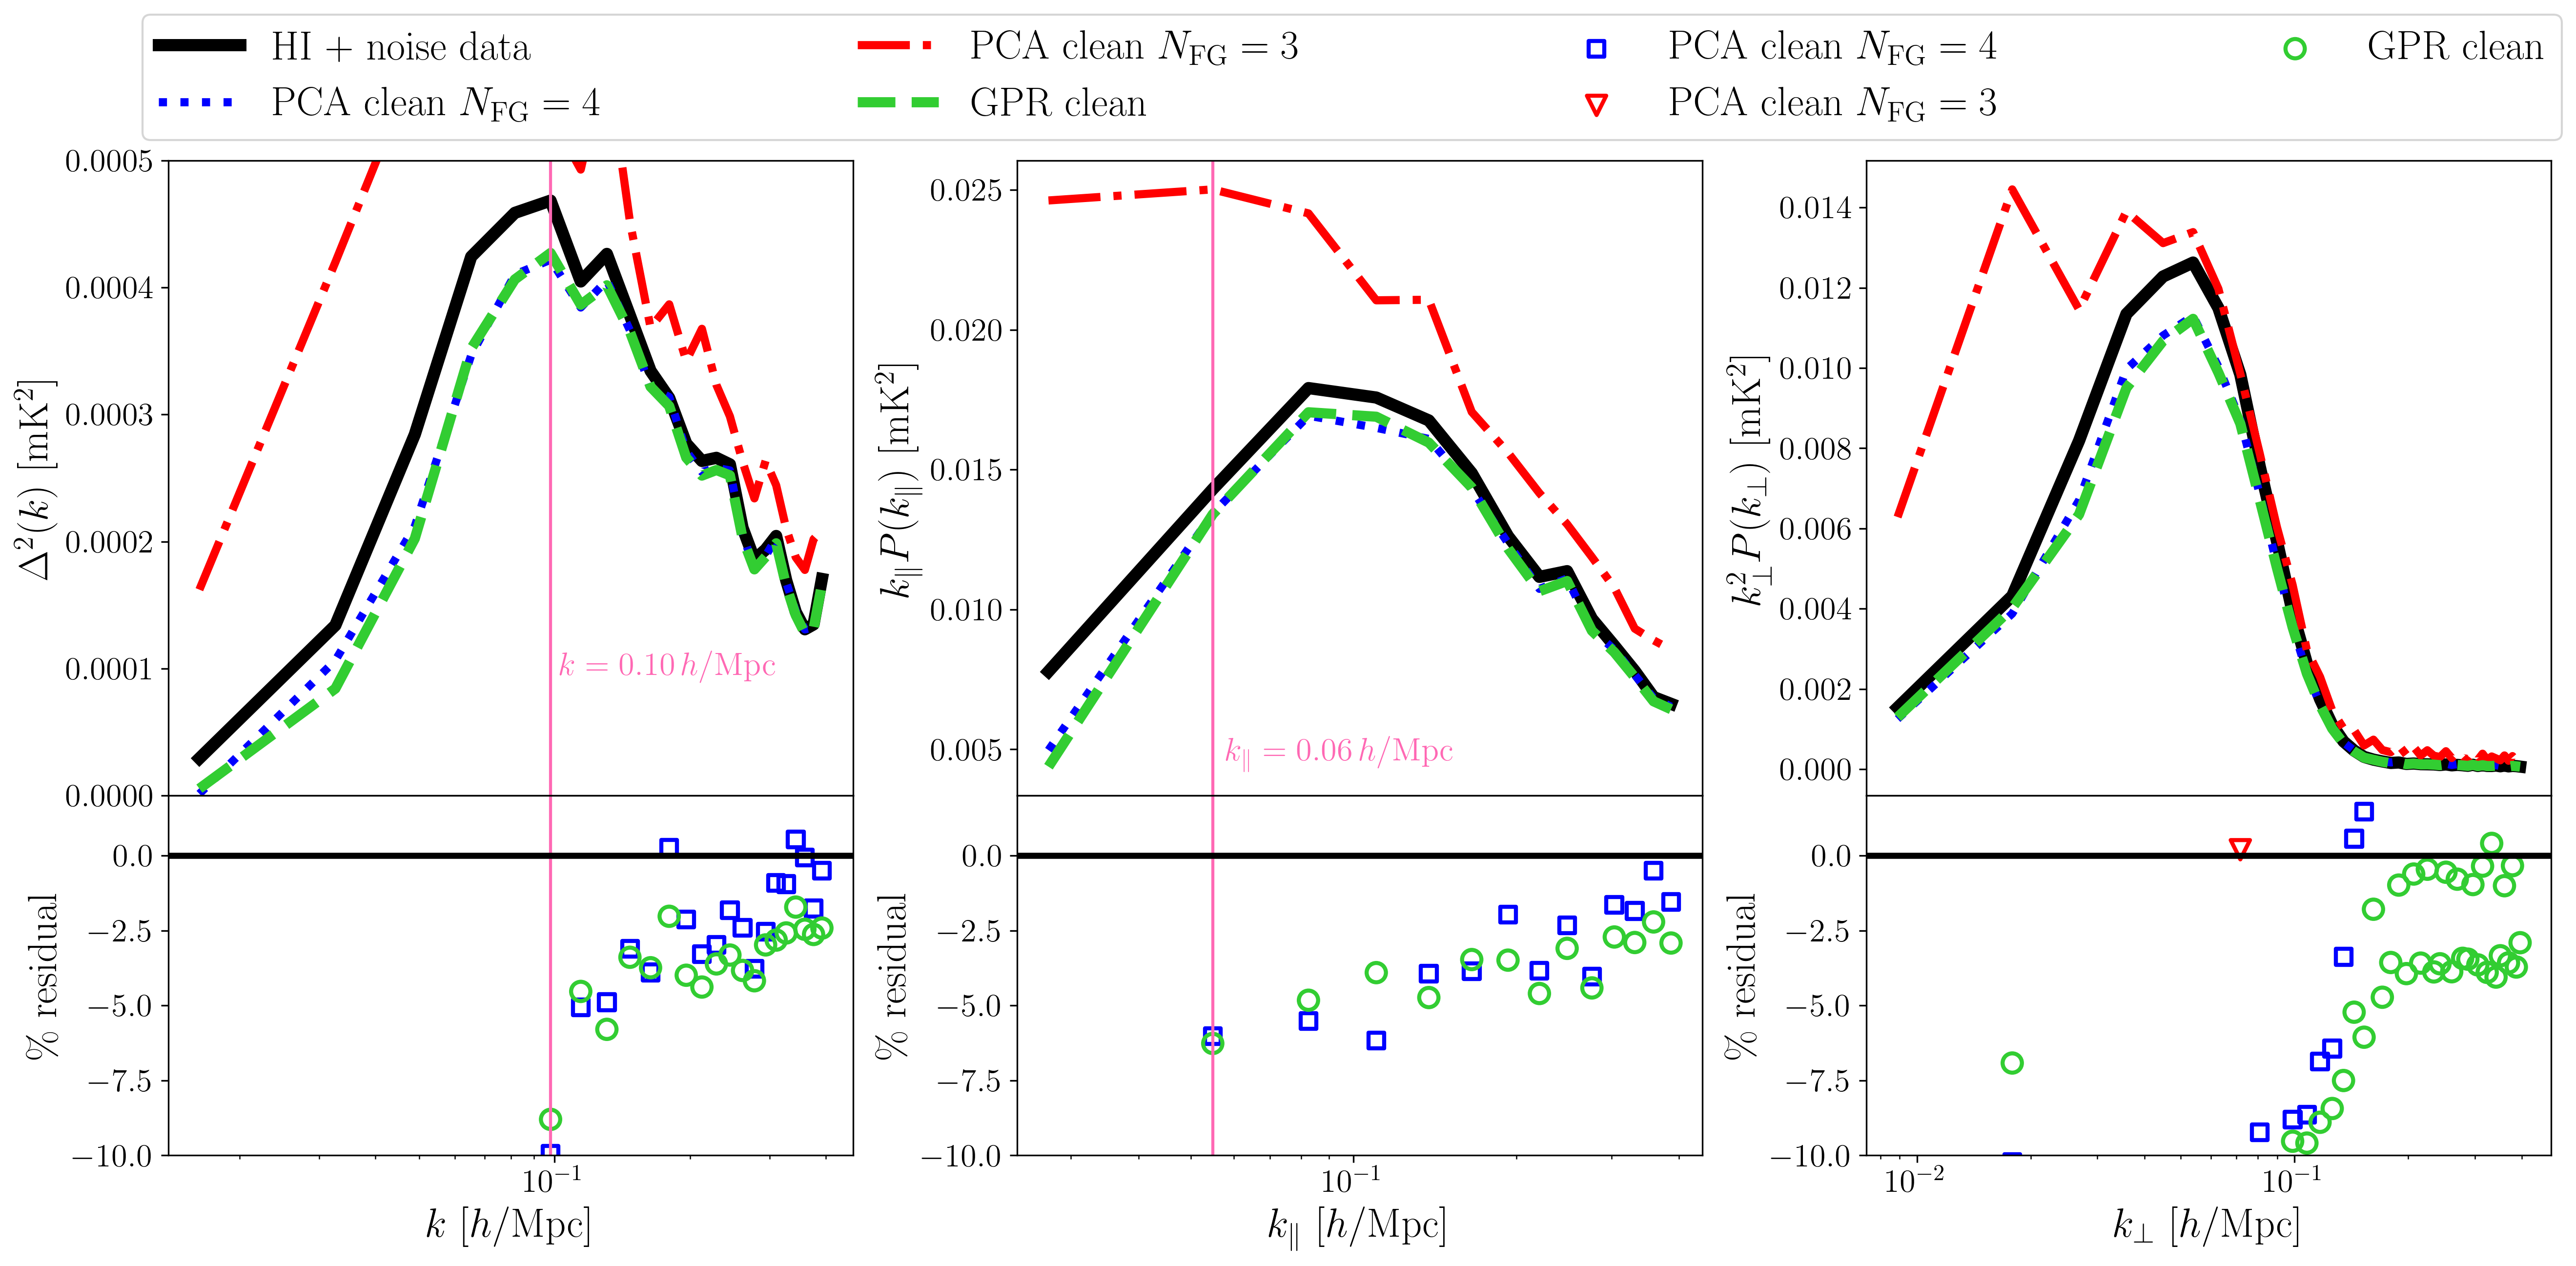 HI + noise data
PCA clean N_FG = 4
PCA clean N_FG = 3
GPR clean
PCA clean N_FG = 4
PCA clean N_FG = 3
GPR clean
Δ²(k) [mK²]
0.0005
0.0004
0.0003
0.0002
0.0001
0.0000
k = 0.10 h/Mpc
% residual
0.0
−2.5
−5.0
−7.5
−10.0
10⁻¹
k [h/Mpc]
k_∥P(k_∥) [mK²]
0.025
0.020
0.015
0.010
0.005
k_∥ = 0.06 h/Mpc
% residual
0.0
−2.5
−5.0
−7.5
−10.0
10⁻¹
k_∥ [h/Mpc]
k²_⊥P(k_⊥) [mK²]
0.014
0.012
0.010
0.008
0.006
0.004
0.002
0.000
% residual
0.0
−2.5
−5.0
−7.5
−10.0
10⁻² 10⁻¹
k_⊥ [h/Mpc]